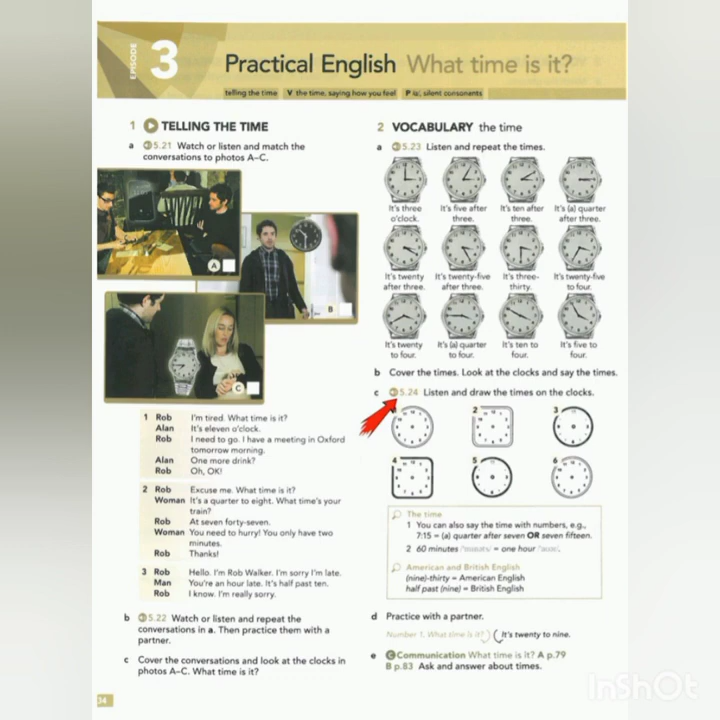 EPISODE
3
Practical English What time is it?
telling the time V the time, saying how you feel P /ɒ/, silent consonants
1 TELLING THE TIME
a 5.21 Watch or listen and match the
conversations to photos A–C.
A
B
C
1 Rob I'm tired. What time is it?
Alan It's eleven o'clock.
Rob I need to go. I have a meeting in Oxford
tomorrow morning.
Alan One more drink?
Rob Oh, OK!
2 Rob Excuse me. What time is it?
Woman It's a quarter to eight. What time's your
train?
Rob At seven forty-seven.
Woman You need to hurry! You only have two
minutes.
Rob Thanks!
3 Rob Hello. I'm Rob Walker. I'm sorry I'm late.
Man You're an hour late. It's half past ten.
Rob I know. I'm really sorry.
b 5.22 Watch or listen and repeat the
conversations in a. Then practise them with a
partner.
c Cover the conversations and look at the clocks in
photos A–C. What time is it?
34
2 VOCABULARY the time
a 5.23 Listen and repeat the times.
It's three
o'clock.
It's five after
three.
It's ten after
three.
It's (a) quarter
after three.
It's twenty
after three.
It's twenty-five
after three.
It's three-
thirty.
It's twenty-five
to four.
It's twenty
to four.
It's (a) quarter
to four.
It's ten to
four.
It's five to
four.
b Cover the times. Look at the clocks and say the times.
c 5.24 Listen and draw the times on the clocks.
2
3
4
5
6
The time
1 You can also say the time with numbers, e.g.,
7:15 = (a) quarter after seven OR seven fifteen.
2 60 minutes = one hour
American and British English
(nine)-thirty = American English
half past (nine) = British English
d Practice with a partner.
Number 1. What time is it? It's twenty to nine.
e Communication What time is it? A p.79
B p.83 Ask and answer about times.
InShOt